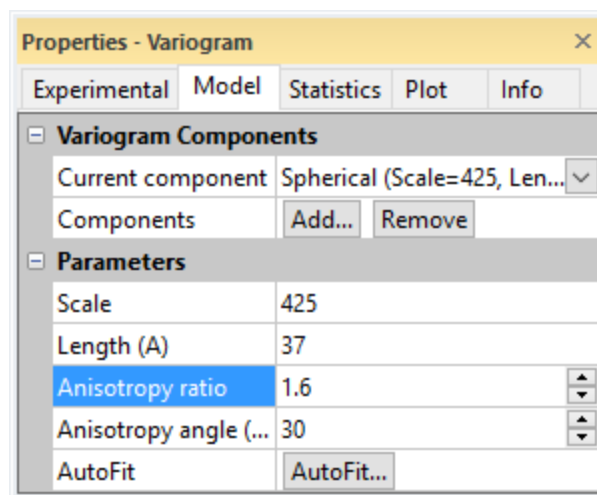 Properties - Variogram
Experimental Model Statistics Plot Info
Variogram Components
Current component Spherical (Scale=425, Len...
Components Add... Remove
Parameters
Scale 425
Length (A) 37
Anisotropy ratio 1.6
Anisotropy angle (... 30
AutoFit AutoFit...